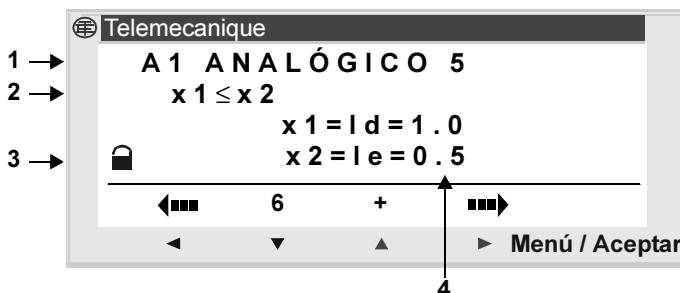 Telemecanique
1 A1 ANALÓGICO 5
2 x1≤x2
x1=Id=1.0
3 x2=Ie=0.5
6 +
Menú / Aceptar
4